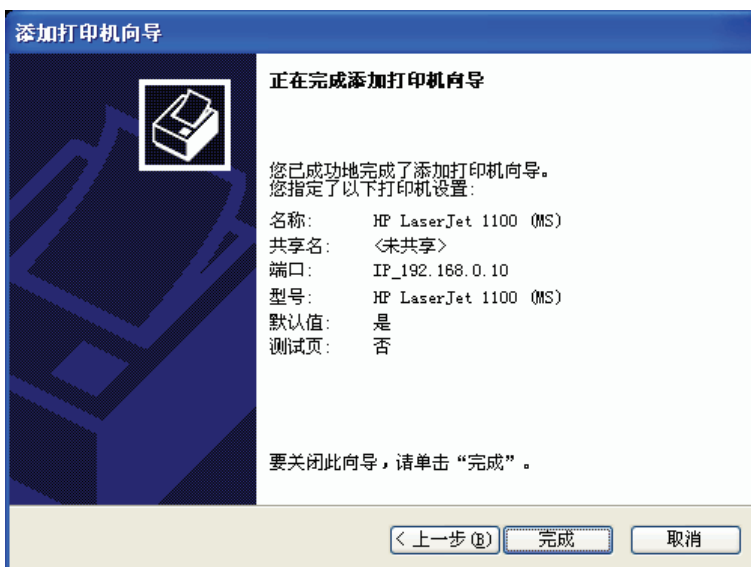 添加打印机向导
正在完成添加打印机向导
您已成功地完成了添加打印机向导。
您指定了以下打印机设置:
名称: HP LaserJet 1100 (MS)
共享名: <未共享>
端口: IP_192.168.0.10
型号: HP LaserJet 1100 (MS)
默认值: 是
测试页: 否
要关闭此向导，请单击“完成”。
< 上一步(B) 完成 取消